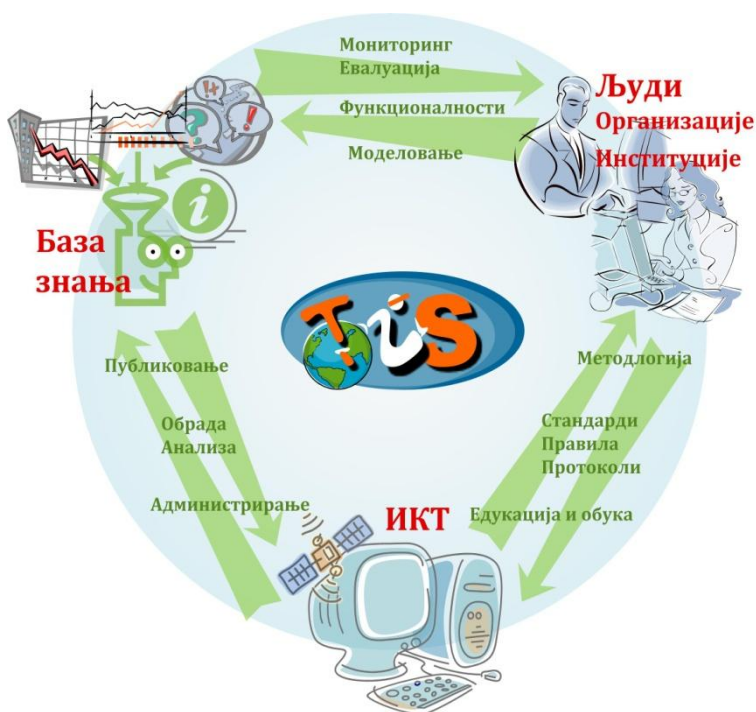 Мониторинг
Евалуација
Функционалности
Моделовање
Људи
Организације
Институције
База
знања
TiS
Публиковање
Обрада
Анализа
Администрирање
Методлогија
Стандарди
Правила
Протоколи
Едукација и обука
ИКТ